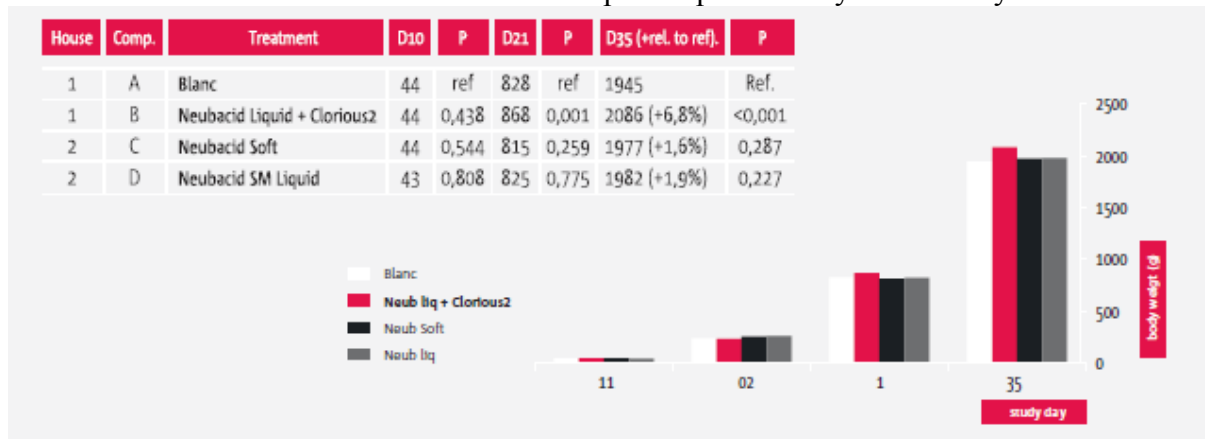 House Comp. Treatment D10 P D21 P D35 (+rel. to ref). P
1 A Blanc 44 ref 828 ref 1945 Ref.
1 B Neubacid Liquid + Clorious2 44 0,438 868 0,001 2086 (+6,8%) <0,001
2 C Neubacid Soft 44 0,544 815 0,259 1977 (+1,6%) 0,287
2 D Neubacid SM Liquid 43 0,808 825 0,775 1982 (+1,9%) 0,227
2500
2000
1500
1000
500
0
body weigt (g)
Blanc
Neub liq + Clorious2
Neub Soft
Neub liq
11 02 1 35
study day